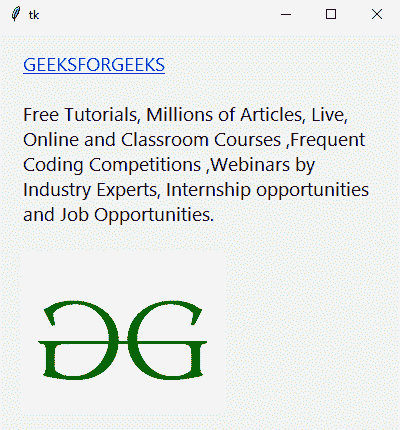 tk
GEEKSFORGEEKS
Free Tutorials, Millions of Articles, Live,
Online and Classroom Courses ,Frequent
Coding Competitions ,Webinars by
Industry Experts, Internship opportunities
and Job Opportunities.